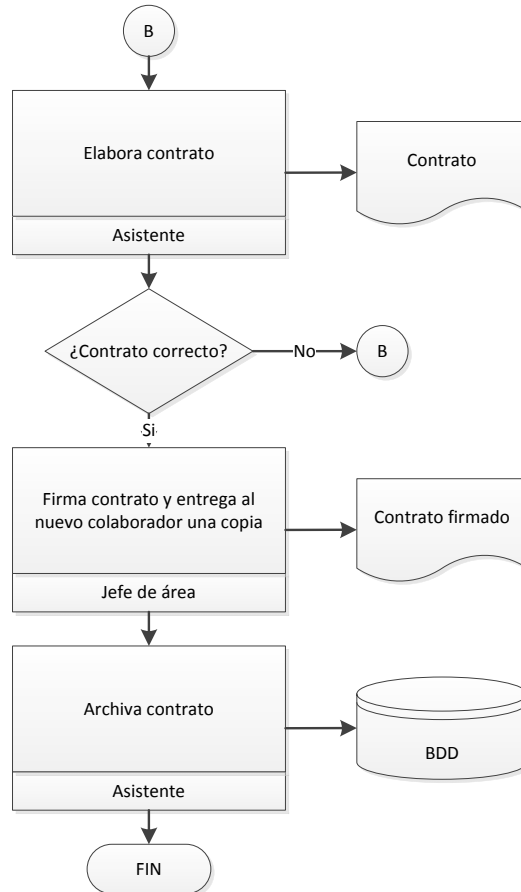 B
Elabora contrato
Contrato
Asistente
¿Contrato correcto?
No
B
Si
Firma contrato y entrega al
nuevo colaborador una copia
Contrato firmado
Jefe de área
Archiva contrato
BDD
Asistente
FIN